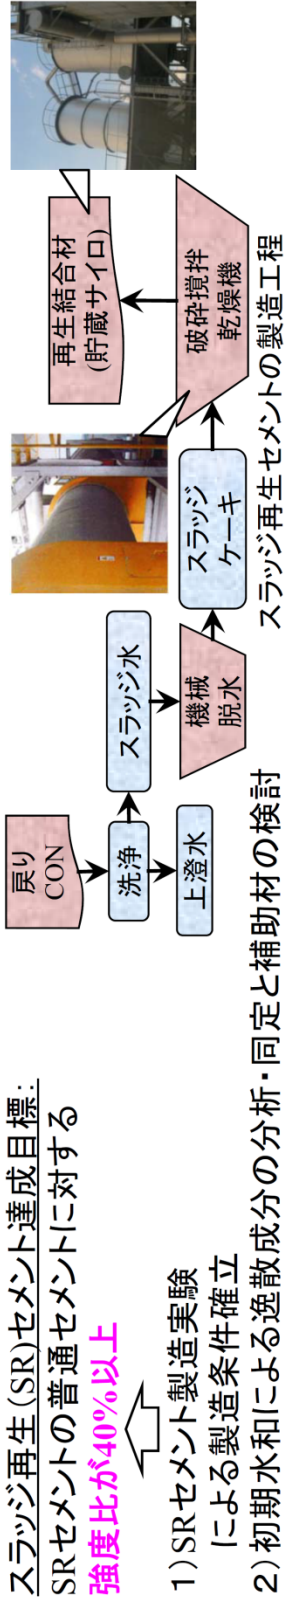 スラッジ再生(SR)セメント達成目標:
SRセメントの普通セメントに対する
強度比が40%以上
1)SRセメント製造実験
による製造条件確立
2)初期水和による逸散成分の分析・同定と補助材の検討
戻り
CON
洗浄
上澄水
スラッジ水
機械
脱水
スラッジ
ケーキ
破砕攪拌
乾燥機
再生結合材
(貯蔵サイロ)
スラッジ再生セメントの製造工程